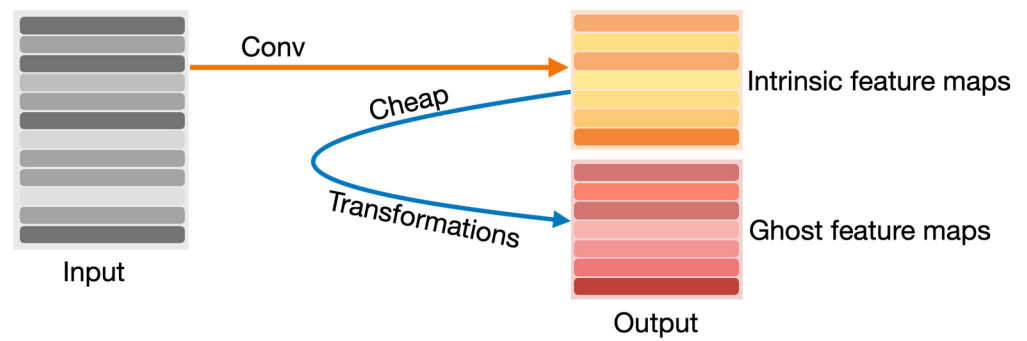 Conv
Cheap
Intrinsic feature maps
Transformations
Ghost feature maps
Input
Output